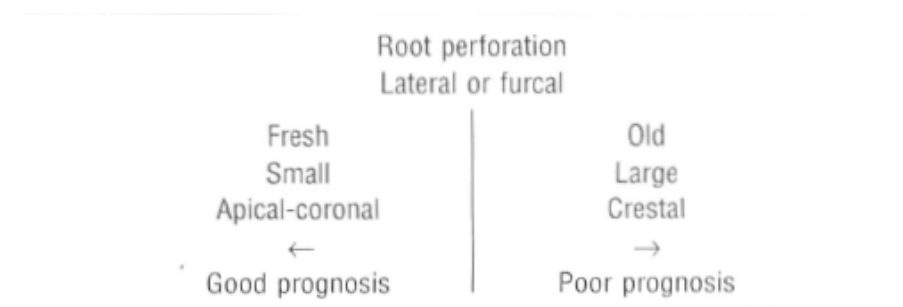 Root perforation
Lateral or furcal
Fresh
Small
Apical-coronal
←
Good prognosis
Old
Large
Crestal
→
Poor prognosis